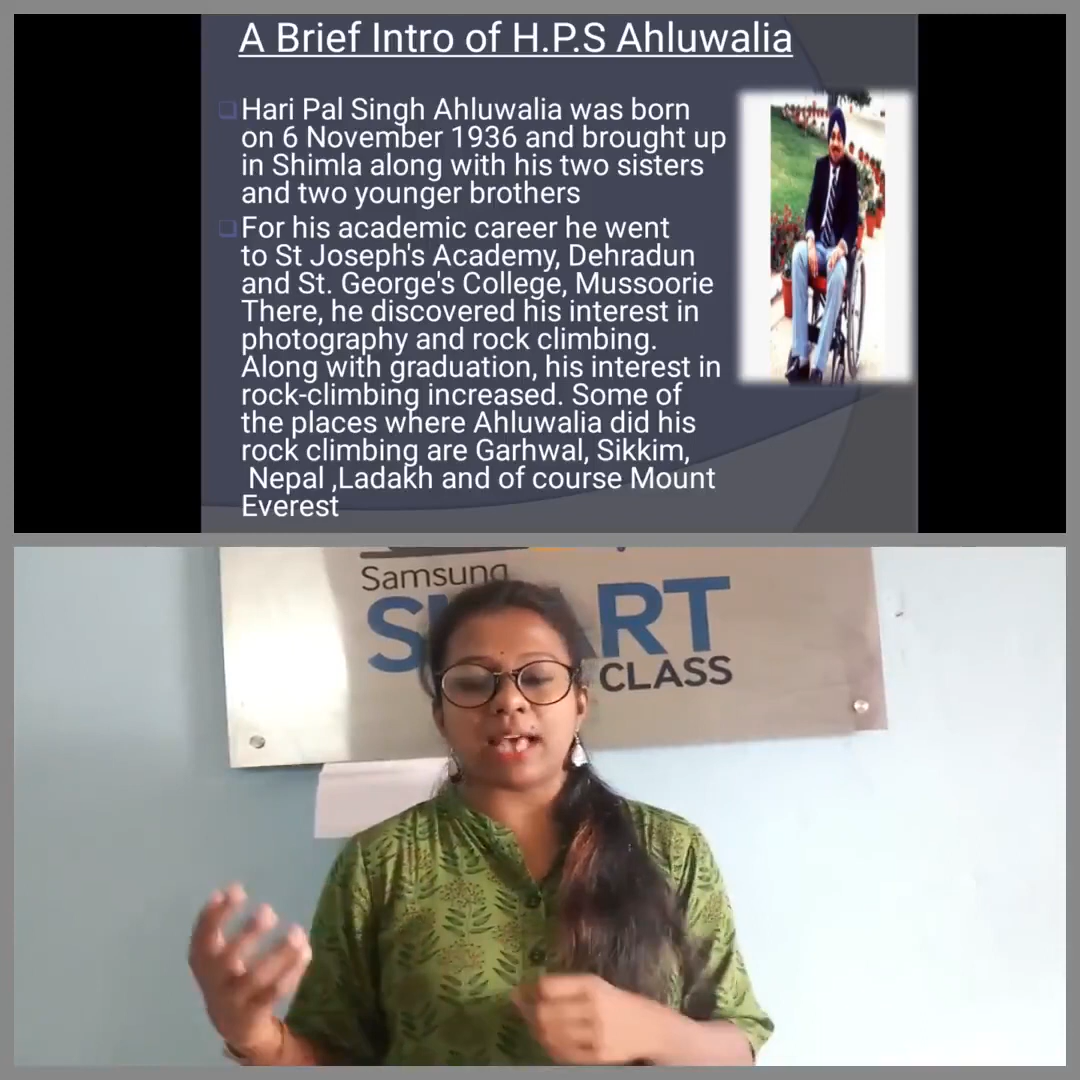 A Brief Intro of H.P.S Ahluwalia
Hari Pal Singh Ahluwalia was born
on 6 November 1936 and brought up
in Shimla along with his two sisters
and two younger brothers
For his academic career he went
to St Joseph's Academy, Dehradun
and St. George's College, Mussoorie
There, he discovered his interest in
photography and rock climbing.
Along with graduation, his interest in
rock-climbing increased. Some of
the places where Ahluwalia did his
rock climbing are Garhwal, Sikkim,
Nepal ,Ladakh and of course Mount
Everest
Samsung
CLASS